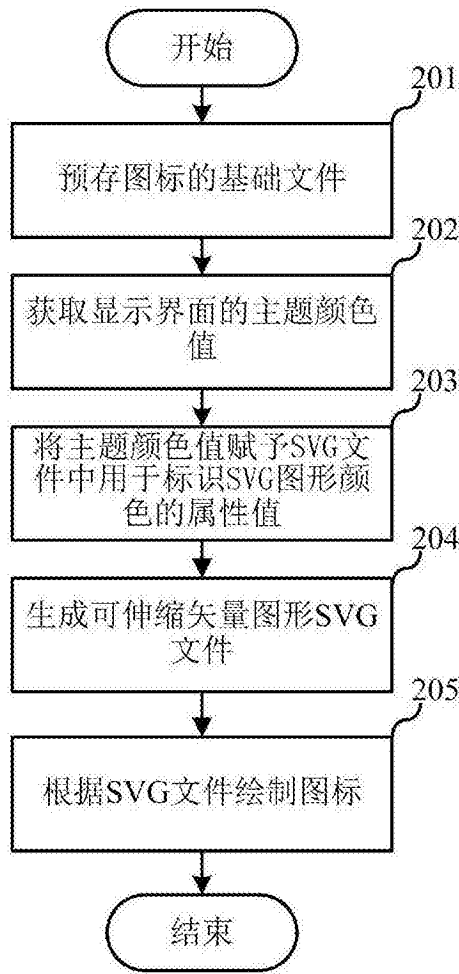 开始
201
预存图标的基础文件
202
获取显示界面的主题颜色
值
203
将主题颜色值赋予SVG文
件中用于标识SVG图形颜
色的属性值
204
生成可伸缩矢量图形SVG
文件
205
根据SVG文件绘制图标
结束